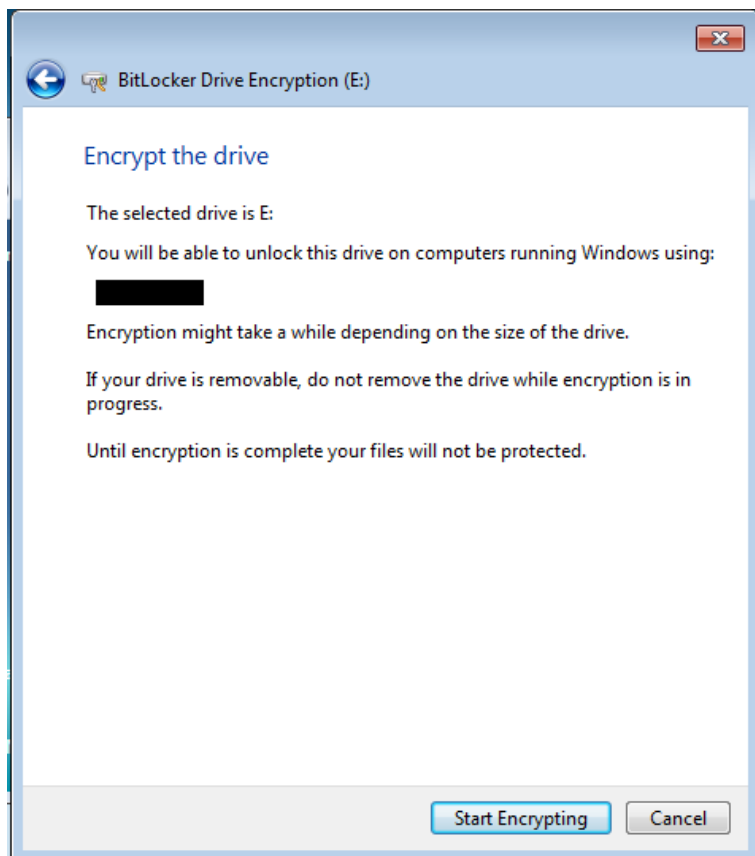 BitLocker Drive Encryption (E:)
Encrypt the drive
The selected drive is E:
You will be able to unlock this drive on computers running Windows using:
Encryption might take a while depending on the size of the drive.
If your drive is removable, do not remove the drive while encryption is in
progress.
Until encryption is complete your files will not be protected.
Start Encrypting
Cancel